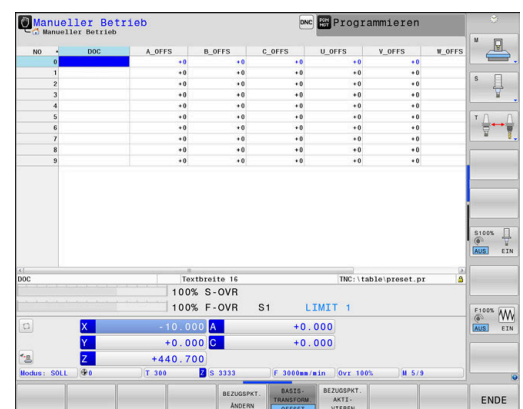 Manueller Betrieb
DNC
Programmieren
Manueller Betrieb
NO DOC A_OFFS B_OFFS C_OFFS U_OFFS V_OFFS W_OFFS
0 +0 +0 +0 +0 +0
1 +0 +0 +0 +0 +0
2 +0 +0 +0 +0 +0
3 +0 +0 +0 +0 +0
4 +0 +0 +0 +0 +0
5 +0 +0 +0 +0 +0
6 +0 +0 +0 +0 +0
7 +0 +0 +0 +0 +0
8 +0 +0 +0 +0 +0
9 +0 +0 +0 +0 +0
DOC Textbreite 16 TNC:\table\preset.pr
100% S-OVR
100% F-OVR S1 LIMIT 1
X -10.000 A +0.000
Y +0.000 C +0.000
Z +440.700
Modus: SOLL 0 T 300 Z S 3333 F 3000mm/min Ovr 100% M 5/9
BEZUGSPKT. ÄNDERN
BASIS- TRANSFORM. OFFSET
BEZUGSPKT. AKTI- VIEREN
ENDE
M
S
T
S100%
AUS EIN
F100%
AUS EIN